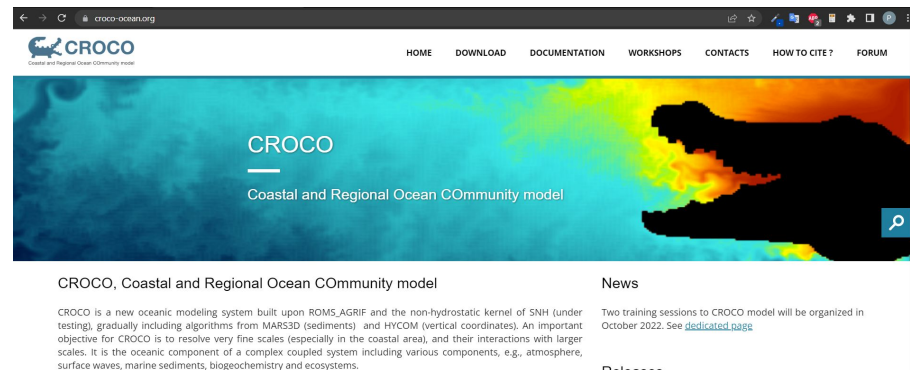 croco-ocean.org
CROCO
Coastal and Regional Ocean COmmunity model
HOME DOWNLOAD DOCUMENTATION WORKSHOPS CONTACTS HOW TO CITE ? FORUM
CROCO
Coastal and Regional Ocean COmmunity model
CROCO, Coastal and Regional Ocean COmmunity model
CROCO is a new oceanic modeling system built upon ROMS_AGRIF and the non-hydrostatic kernel of SNH (under
testing), gradually including algorithms from MARS3D (sediments) and HYCOM (vertical coordinates). An important
objective for CROCO is to resolve very fine scales (especially in the coastal area), and their interactions with larger
scales. It is the oceanic component of a complex coupled system including various components, e.g., atmosphere,
surface waves, marine sediments, biogeochemistry and ecosystems.
News
Two training sessions to CROCO model will be organized in
October 2022. See dedicated page
Releases